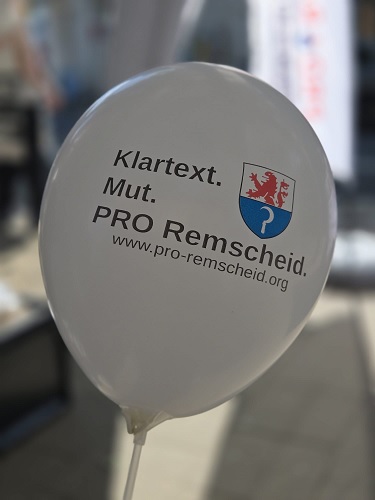 Klartext.
Mut.
PRO Remscheid.
www.pro-remscheid.org